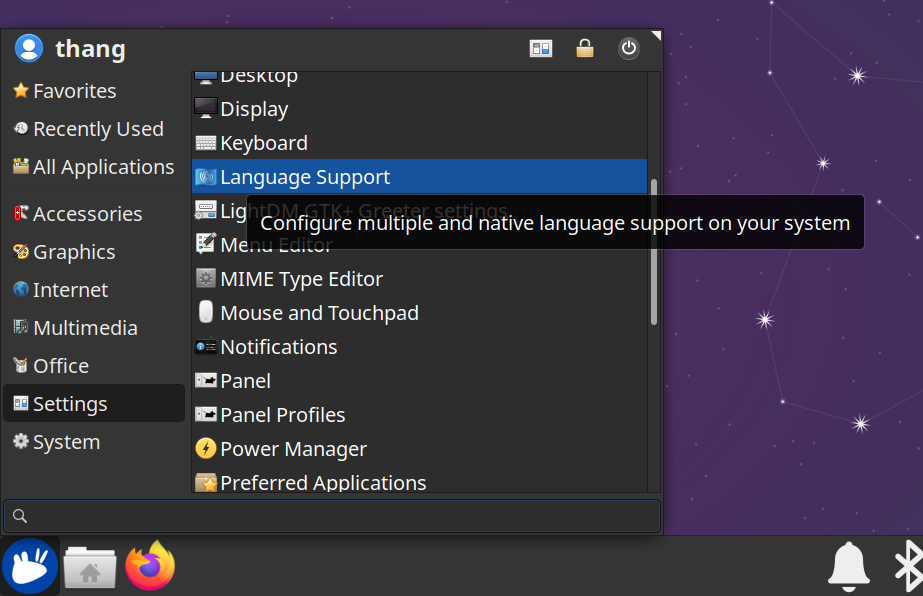 thang
Favorites
Recently Used
All Applications
Accessories
Graphics
Internet
Multimedia
Office
Settings
System
Desktop
Display
Keyboard
Language Support
LightDM GTK+ Greeter settings
Configure multiple and native language support on your system
Menu Editor
MIME Type Editor
Mouse and Touchpad
Notifications
Panel
Panel Profiles
Power Manager
Preferred Applications